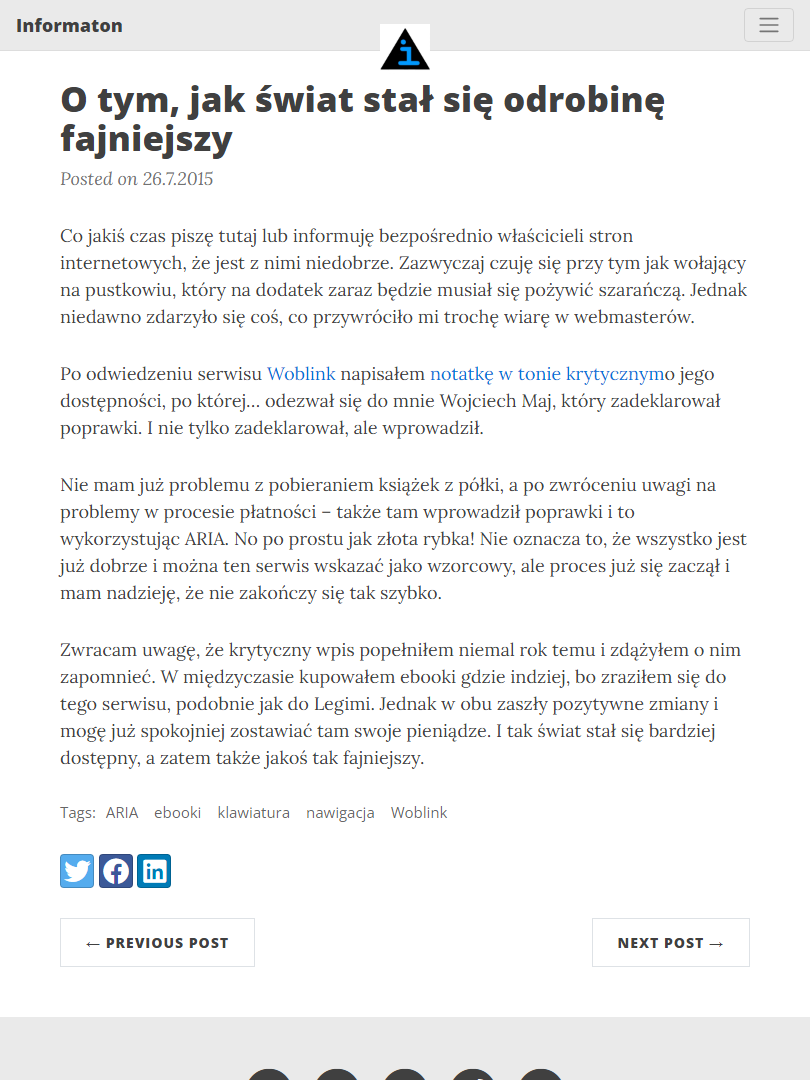 Informaton
i
O tym, jak świat stał się odrobinę
fajniejszy
Posted on 26.7.2015
Co jakiś czas piszę tutaj lub informuję bezpośrednio właścicieli stron
internetowych, że jest z nimi niedobrze. Zazwyczaj czuję się przy tym jak wołający
na pustkowiu, który na dodatek zaraz będzie musiał się pożywić szarańczą. Jednak
niedawno zdarzyło się coś, co przywróciło mi trochę wiarę w webmasterów.
Po odwiedzeniu serwisu Woblink napisałem notatkę w tonie krytycznymo jego
dostępności, po której… odezwał się do mnie Wojciech Maj, który zadeklarował
poprawki. I nie tylko zadeklarował, ale wprowadził.
Nie mam już problemu z pobieraniem książek z półki, a po zwróceniu uwagi na
problemy w procesie płatności – także tam wprowadził poprawki i to
wykorzystując ARIA. No po prostu jak złota rybka! Nie oznacza to, że wszystko jest
już dobrze i można ten serwis wskazać jako wzorcowy, ale proces już się zaczął i
mam nadzieję, że nie zakończy się tak szybko.
Zwracam uwagę, że krytyczny wpis popełniłem niemal rok temu i zdążyłem o nim
zapomnieć. W międzyczasie kupowałem ebooki gdzie indziej, bo zraziłem się do
tego serwisu, podobnie jak do Legimi. Jednak w obu zaszły pozytywne zmiany i
mogę już spokojniej zostawiać tam swoje pieniądze. I tak świat stał się bardziej
dostępny, a zatem także jakoś tak fajniejszy.
Tags: ARIA ebooki klawiatura nawigacja Woblink
← PREVIOUS POST
NEXT POST →